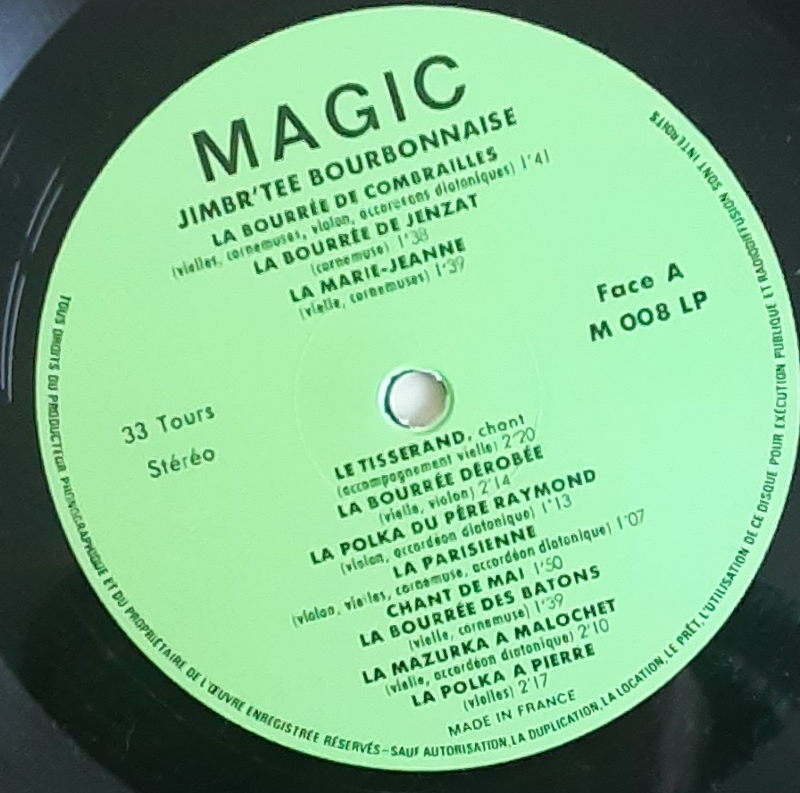 MAGIC
JIMBR'TEE BOURBONNAISE
LA BOURRÉE DE COMBRAILLES
(vielles, cornemuses, violon, accordéons diatoniques) 1'41
LA BOURRÉE DE JENZAT
(cornemuse) 1'38
LA MARIE-JEANNE
(vielle, cornemuses) 1'39
Face A
M 008 LP
33 Tours
Stéréo
LE TISSERAND, chant
(accompagnement vielle) 2'20
LA BOURRÉE DÉROBÉE
(vielle, violon) 2'14
LA POLKA DU PÈRE RAYMOND
(violon, accordéon diatonique) 1'13
LA PARISIENNE
(violon, vielles, cornemuse, accordéon diatonique) 1'07
CHANT DE MAI 1'50
LA BOURRÉE DES BATONS
(vielle, cornemuse) 1'39
LA MAZURKA A MALOCHET
(vielle, accordéon diatonique) 2'10
LA POLKA A PIERRE
(vielles) 2'17
MADE IN FRANCE
TOUS DROITS DU PRODUCTEUR PHONOGRAPHIQUE ET DU PROPRIÉTAIRE DE L'ŒUVRE ENREGISTRÉE RÉSERVÉS - SAUF AUTORISATION, LA DUPLICATION, LA LOCATION, LE PRÊT, L'UTILISATION DE CE DISQUE POUR EXÉCUTION PUBLIQUE ET RADIODIFFUSION SONT INTERDITS